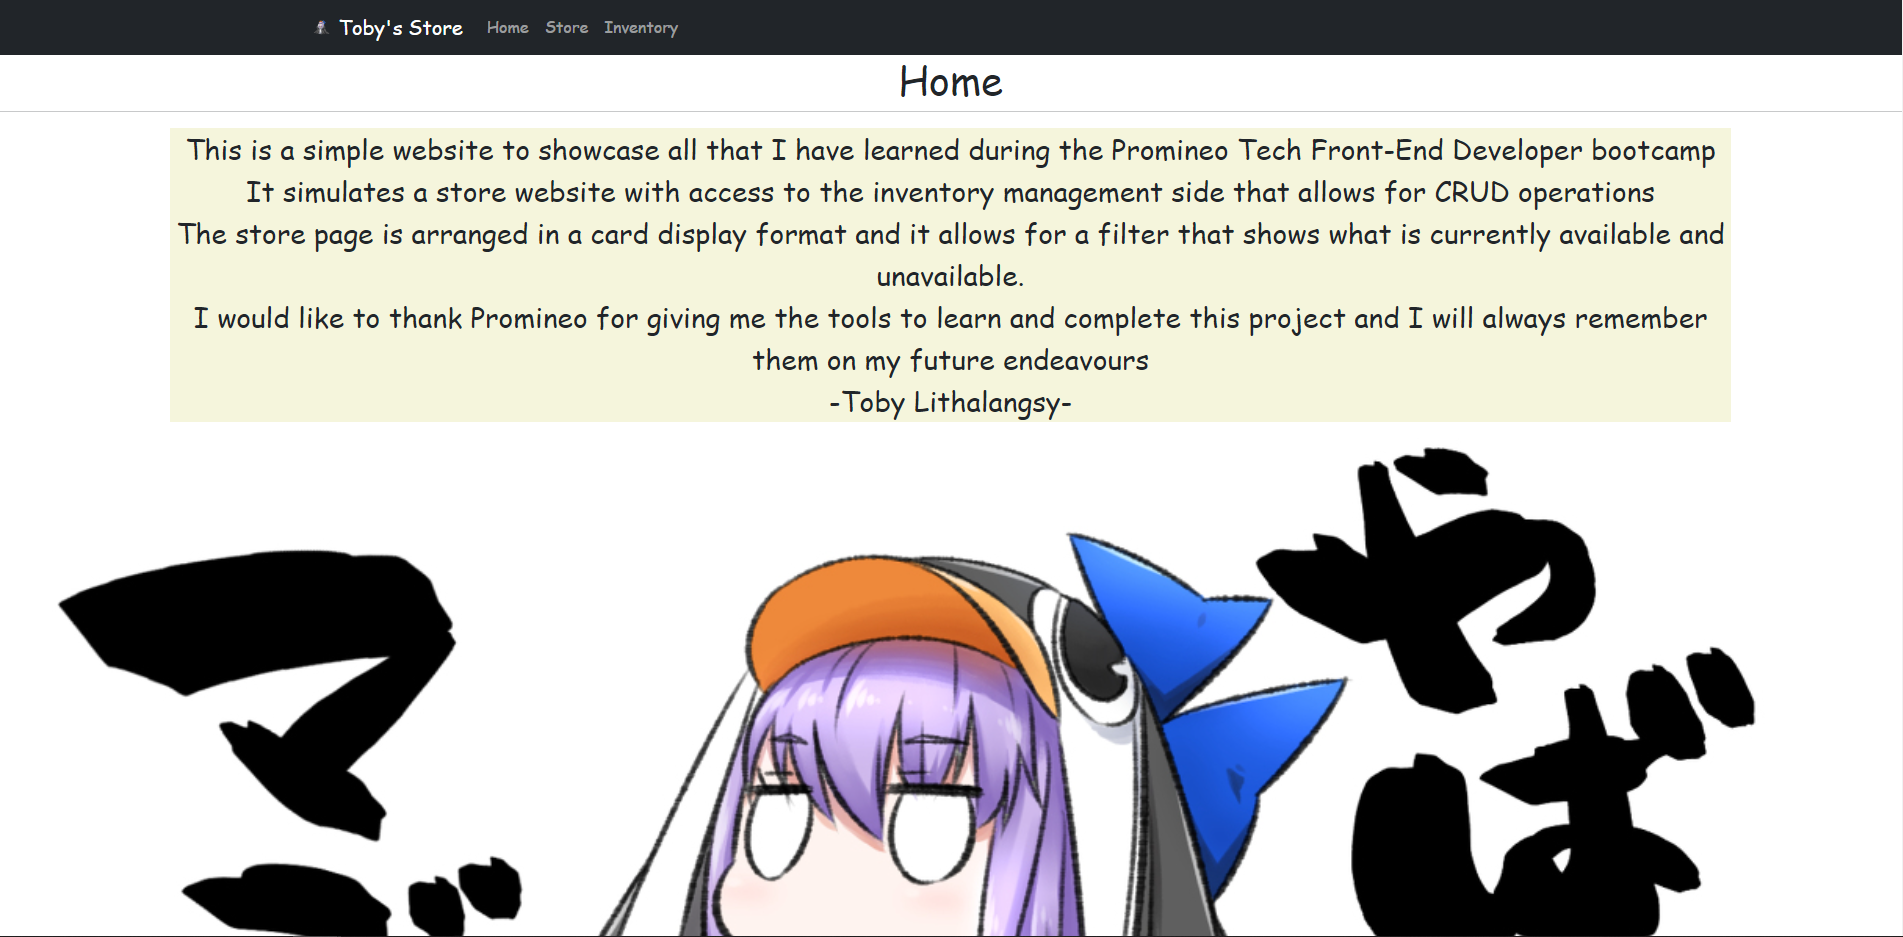 Toby's Store
Home
Store
Inventory
Home
This is a simple website to showcase all that I have learned during the Promineo Tech Front-End Developer bootcamp
It simulates a store website with access to the inventory management side that allows for CRUD operations
The store page is arranged in a card display format and it allows for a filter that shows what is currently available and
unavailable.
I would like to thank Promineo for giving me the tools to learn and complete this project and I will always remember
them on my future endeavours
-Toby Lithalangsy-
やば
マ